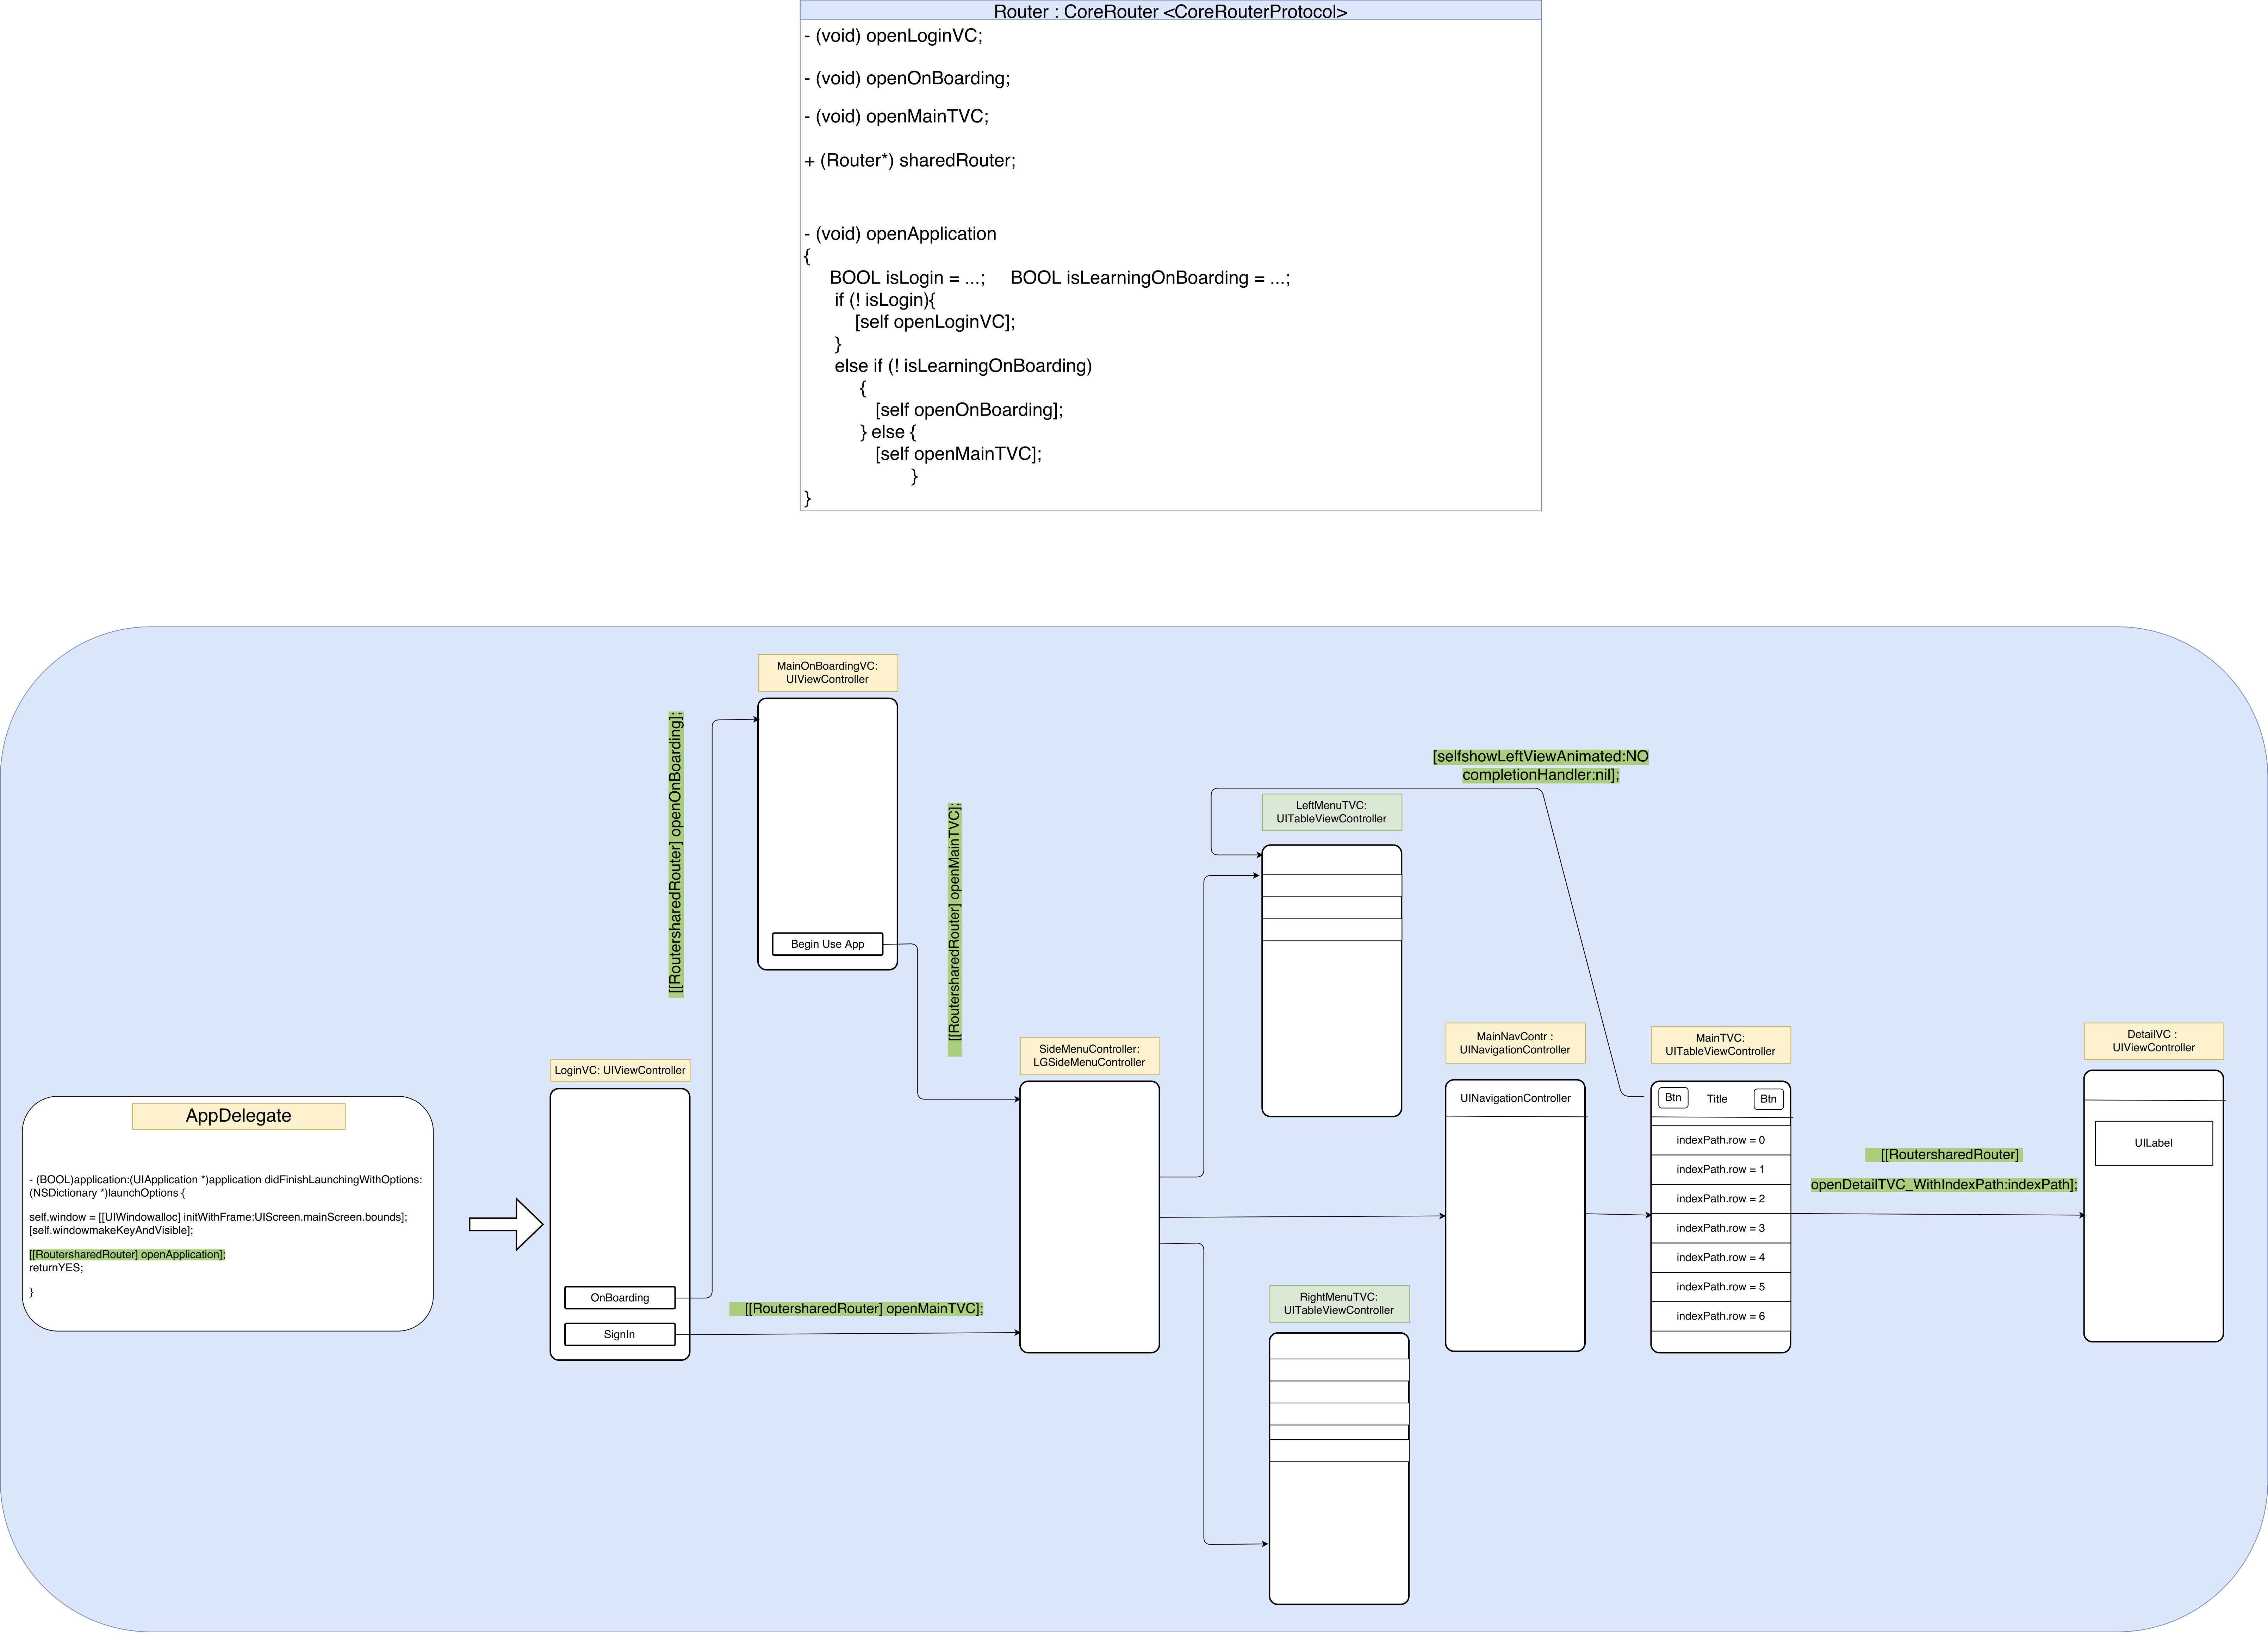 Router : CoreRouter <CoreRouterProtocol>
- (void) openLoginVC;
- (void) openOnBoarding;
- (void) openMainTVC;
+ (Router*) sharedRouter;
- (void) openApplication
{
BOOL isLogin = ...; BOOL isLearningOnBoarding = ...;
if (! isLogin){
[self openLoginVC];
}
else if (! isLearningOnBoarding)
{
[self openOnBoarding];
} else {
[self openMainTVC];
}
}
AppDelegate
- (BOOL)application:(UIApplication *)application didFinishLaunchingWithOptions:
(NSDictionary *)launchOptions {
self.window = [[UIWindowalloc] initWithFrame:UIScreen.mainScreen.bounds];
[self.windowmakeKeyAndVisible];
[[RoutersharedRouter] openApplication];
returnYES;
}
LoginVC: UIViewController
OnBoarding
SignIn
[[RoutersharedRouter] openOnBoarding];
MainOnBoardingVC:
UIViewController
Begin Use App
[[RoutersharedRouter] openMainTVC];
[[RoutersharedRouter] openMainTVC];
SideMenuController:
LGSideMenuController
[selfshowLeftViewAnimated:NO
completionHandler:nil];
LeftMenuTVC:
UITableViewController
RightMenuTVC:
UITableViewController
MainNavContr :
UINavigationController
UINavigationController
MainTVC:
UITableViewController
Btn Title Btn
indexPath.row = 0
indexPath.row = 1
indexPath.row = 2
indexPath.row = 3
indexPath.row = 4
indexPath.row = 5
indexPath.row = 6
[[RoutersharedRouter]
openDetailTVC_WithIndexPath:indexPath];
DetailVC :
UIViewController
UILabel